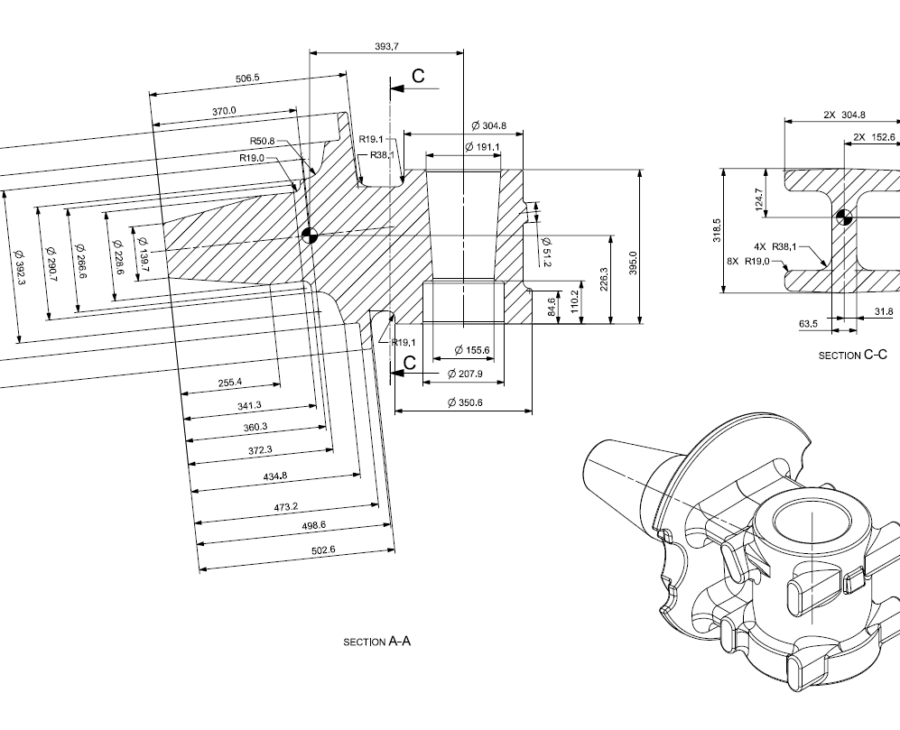 393,7
506.5
C
370.0
Ø 304.8
2X 304.8
R50.8
R19.1
2X 152.6
R19.0
R38,1
Ø 191.1
124.7
318.5
Ø 392.3
Ø 290.7
Ø 266.6
Ø 228.6
Ø 139.7
Ø 51.2
226.3
395.0
4X R38,1
8X R19,0
84.6
110.2
31.8
63.5
R19,1
Ø 155.6
SECTION C-C
C
Ø 207.9
255.4
Ø 350.6
341.3
360.3
372.3
434.8
473.2
498.6
502.6
SECTION A-A